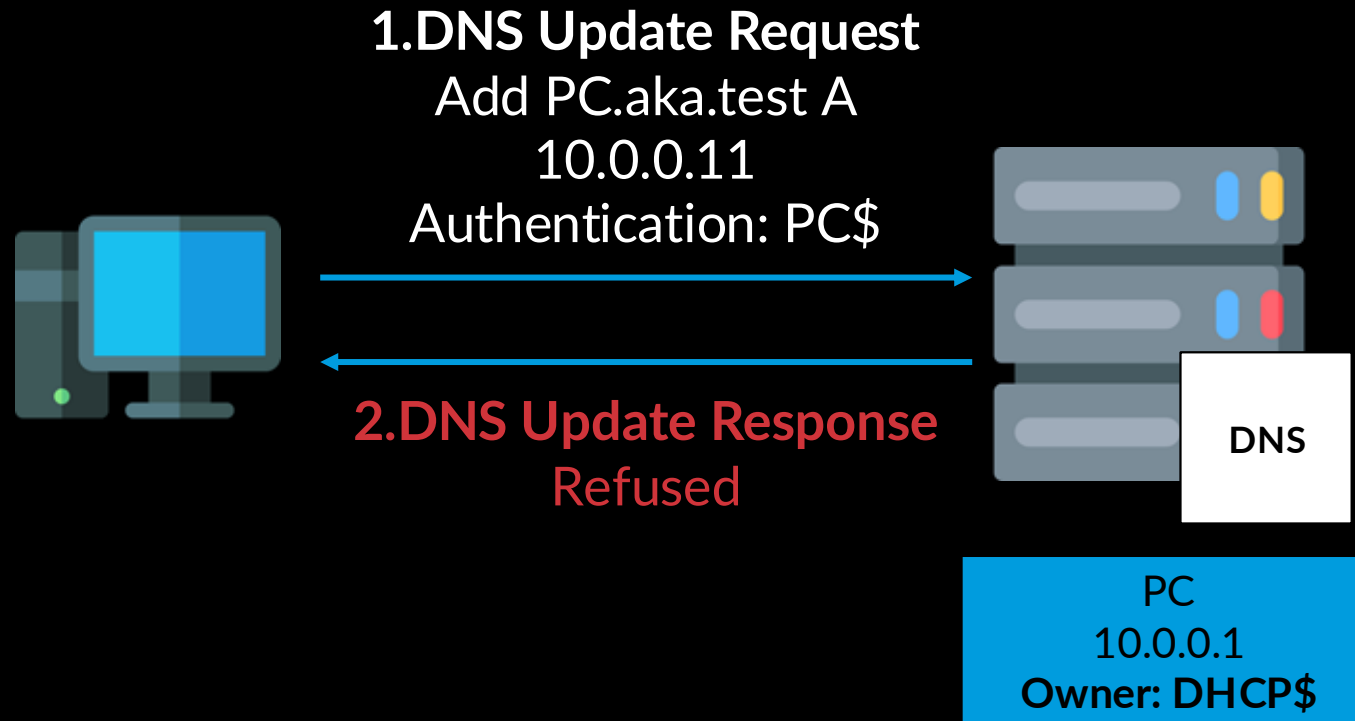 1.DNS Update Request
Add PC.aka.test A
10.0.0.11
Authentication: PC$
2.DNS Update Response
Refused
DNS
PC
10.0.0.1
Owner: DHCP$